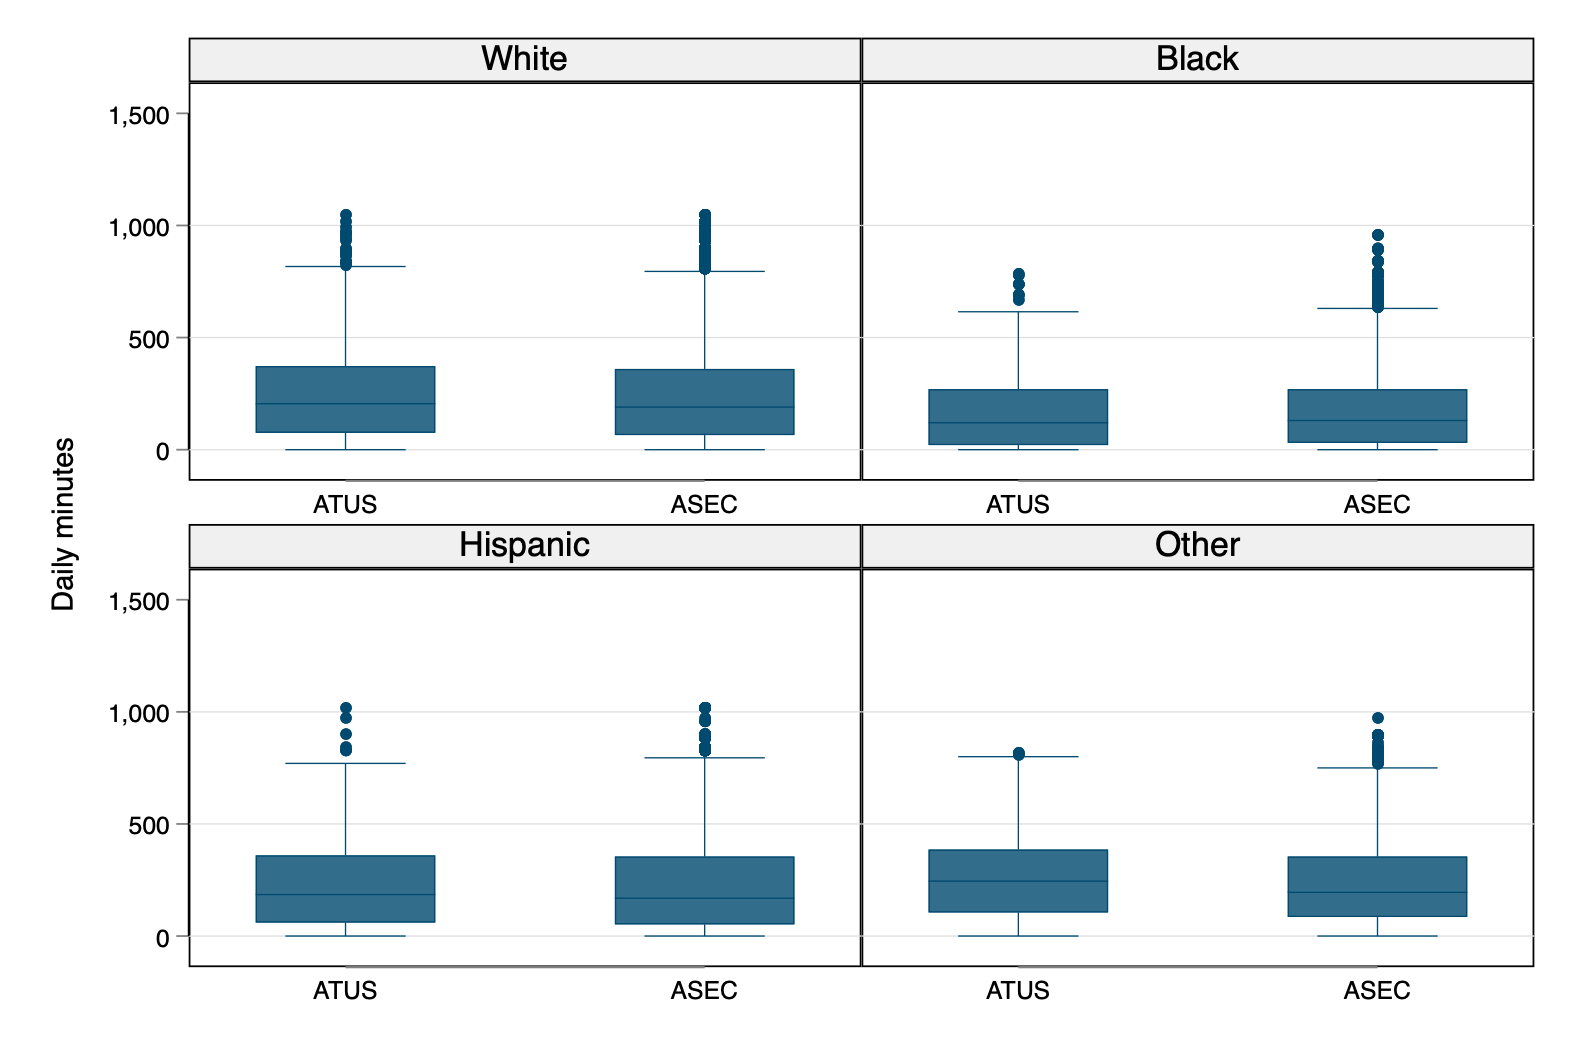 White
Black
1,500
1,000
500
0
ATUS
ASEC
ATUS
ASEC
Daily minutes
Hispanic
Other
1,500
1,000
500
0
ATUS
ASEC
ATUS
ASEC